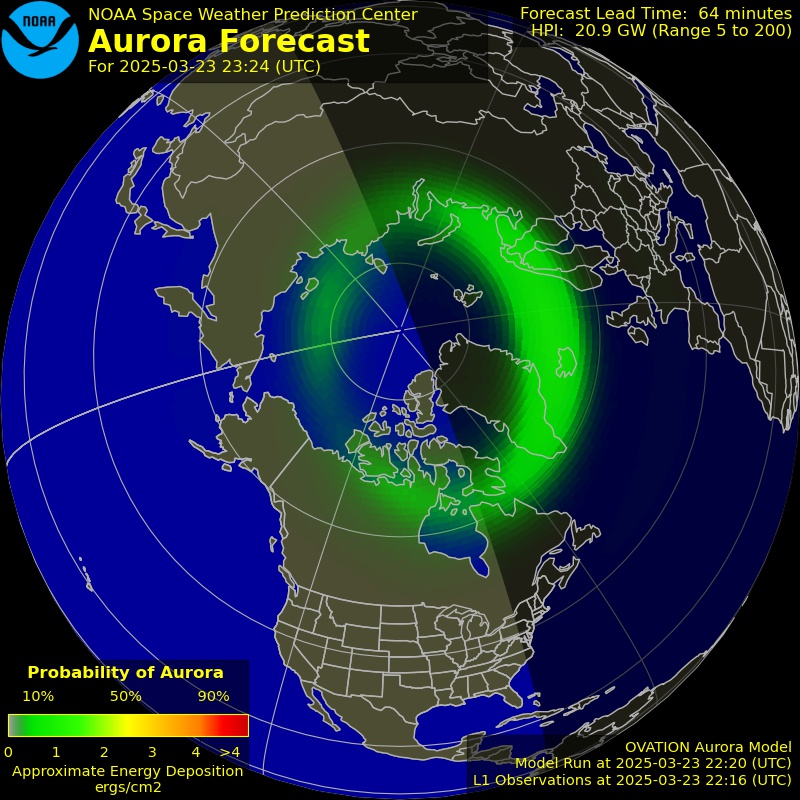 NOAA
NOAA Space Weather Prediction Center
Aurora Forecast
For 2025-03-23 23:24 (UTC)
Forecast Lead Time: 64 minutes
HPI: 20.9 GW (Range 5 to 200)
Probability of Aurora
10% 50% 90%
0 1 2 3 4 >4
Approximate Energy Deposition
ergs/cm2
OVATION Aurora Model
Model Run at 2025-03-23 22:20 (UTC)
L1 Observations at 2025-03-23 22:16 (UTC)